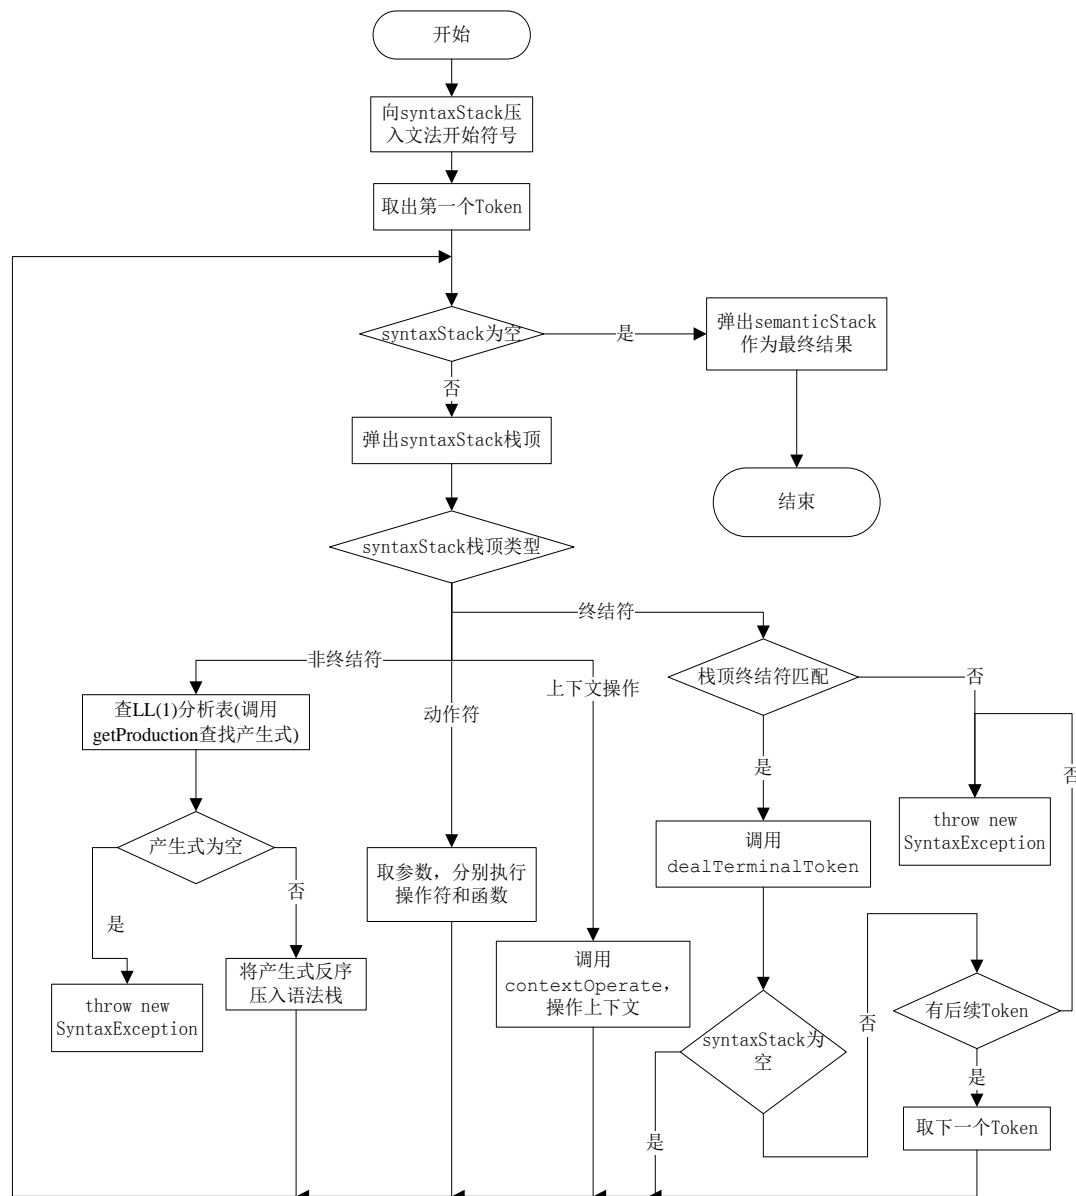 开始
向syntaxStack压
入文法开始符号
取出第一个Token
syntaxStack为空
是
弹出semanticStack
作为最终结果
否
弹出syntaxStack栈顶
结束
syntaxStack栈顶类型
终结符
非终结符
上下文操作
动作符
栈顶终结符匹配
否
查LL(1)分析表(调用
getProduction查找产生式)
是
否
throw new
SyntaxException
产生式为空
调用
dealTerminalToken
取参数，分别执行
操作符和函数
否
是
将产生式反序
压入语法栈
调用
contextOperate，
操作上下文
throw new
SyntaxException
有后续Token
否
syntaxStack为
空
是
取下一个Token
是